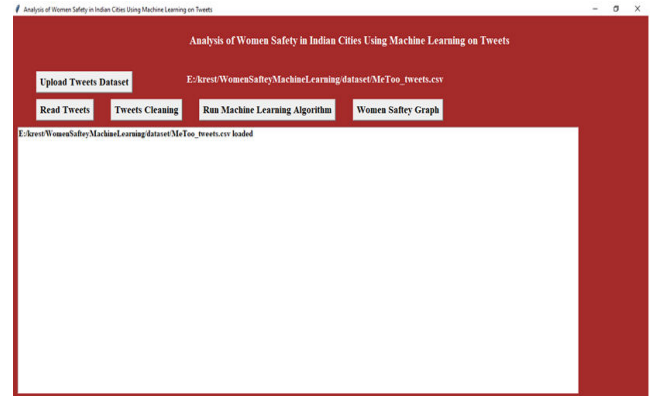 Analysis of Women Safety in Indian Cities Using Machine Learning on Tweets
Analysis of Women Safety in Indian Cities Using Machine Learning on Tweets
Upload Tweets Dataset E:/krest/WomenSafteyMachineLearning/dataset/MeToo_tweets.csv
Read Tweets Tweets Cleaning Run Machine Learning Algorithm Women Saftey Graph
E:/krest/WomenSafteyMachineLearning/dataset/MeToo_tweets.csv loaded